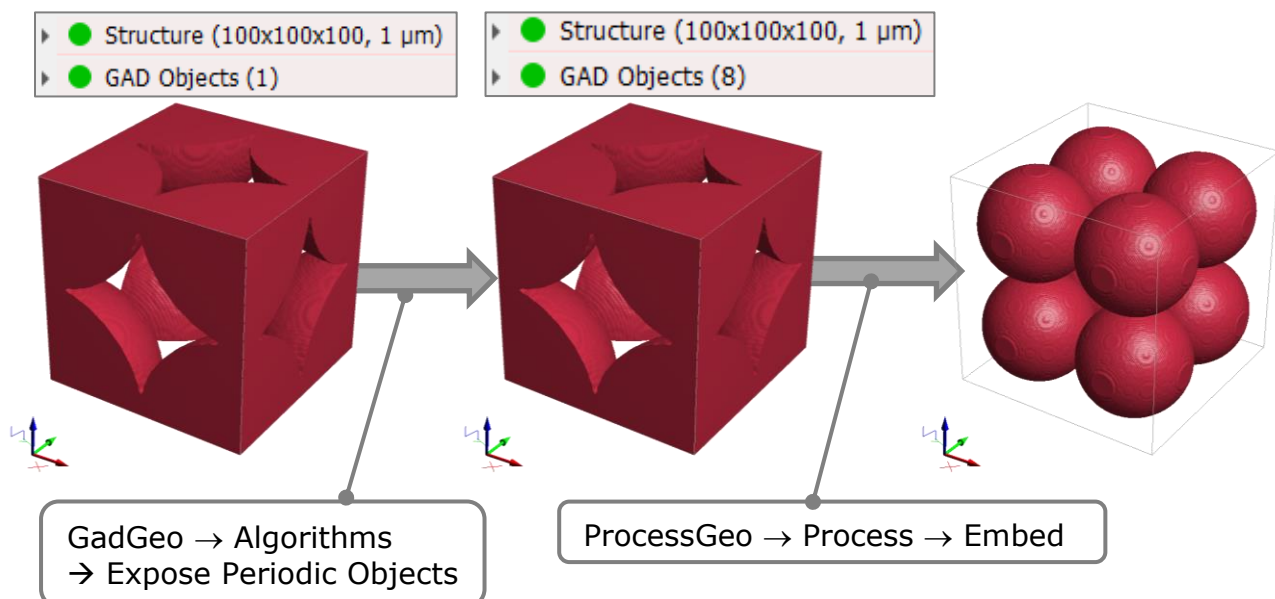 Structure (100x100x100, 1 µm)
GAD Objects (1)
Structure (100x100x100, 1 µm)
GAD Objects (8)
GadGeo → Algorithms
→ Expose Periodic Objects
ProcessGeo → Process → Embed